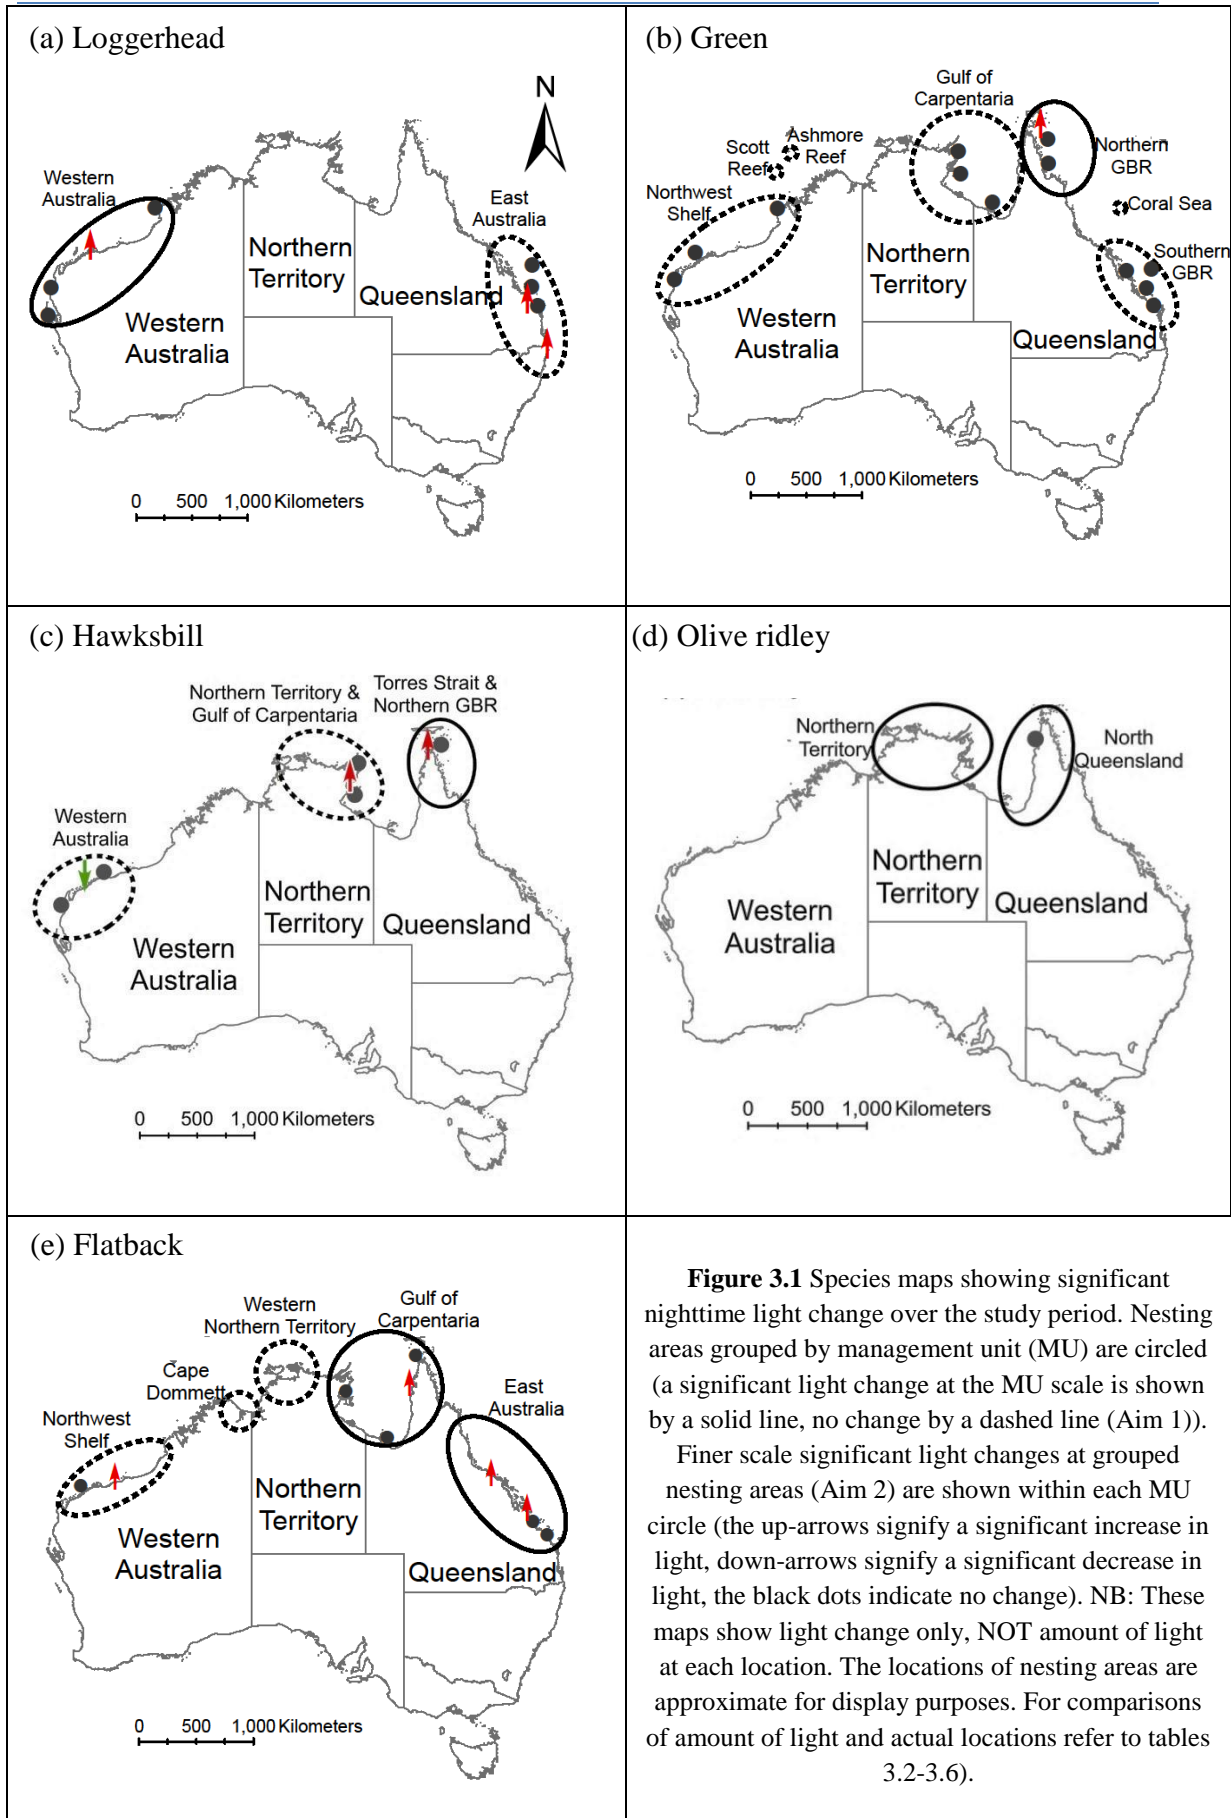 (a) Loggerhead
N
Western
Australia
East
Australia
Northern
Territory
Queensland
Western
Australia
0 500 1,000 Kilometers
(b) Green
Gulf of
Carpentaria
Ashmore
Reef
Scott
Reef
Northern
GBR
Northwest
Shelf
Coral Sea
Southern
GBR
Northern
Territory
Queensland
Western
Australia
0 500 1,000 Kilometers
(c) Hawksbill
Northern Territory &
Gulf of Carpentaria
Torres Strait &
Northern GBR
Western
Australia
Northern
Territory
Queensland
Western
Australia
0 500 1,000 Kilometers
(d) Olive ridley
Northern
Territory
North
Queensland
Northern
Territory
Queensland
Western
Australia
0 500 1,000 Kilometers
(e) Flatback
Western
Northern Territory
Gulf of
Carpentaria
Cape
Dommett
East
Australia
Northwest
Shelf
Northern
Territory
Western
Australia
Queensland
0 500 1,000 Kilometers
Figure 3.1 Species maps showing significant
nighttime light change over the study period. Nesting
areas grouped by management unit (MU) are circled
(a significant light change at the MU scale is shown
by a solid line, no change by a dashed line (Aim 1)).
Finer scale significant light changes at grouped
nesting areas (Aim 2) are shown within each MU
circle (the up-arrows signify a significant increase in
light, down-arrows signify a significant decrease in
light, the black dots indicate no change). NB: These
maps show light change only, NOT amount of light
at each location. The locations of nesting areas are
approximate for display purposes. For comparisons
of amount of light and actual locations refer to tables
3.2-3.6).